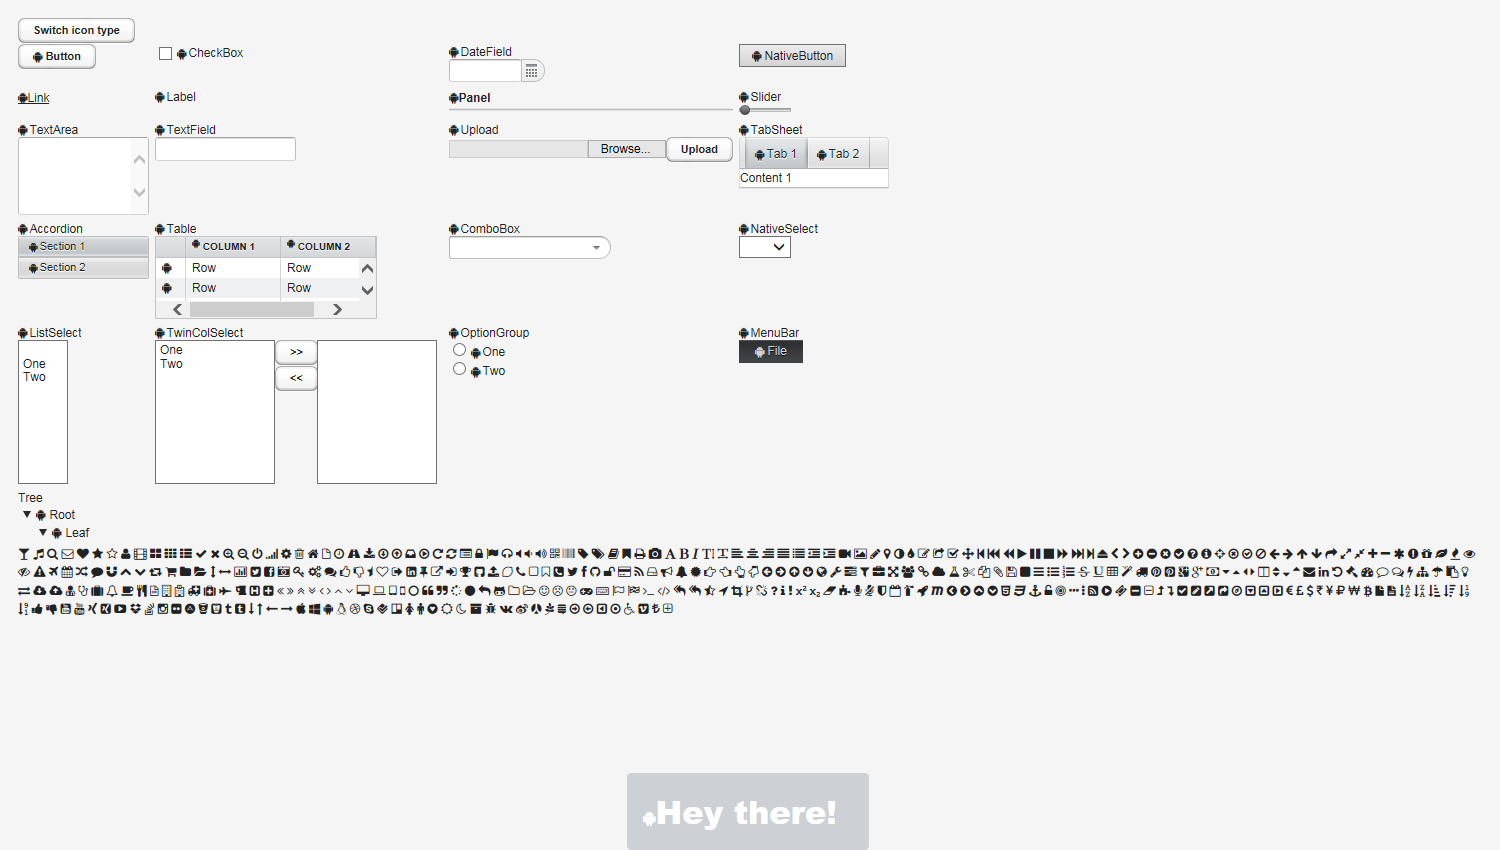 Switch icon type
Button
CheckBox
DateField
NativeButton
Link
Label
Panel
Slider
TextArea
TextField
Upload
Browse...
Upload
TabSheet
Tab 1
Tab 2
Content 1
Accordion
Section 1
Section 2
Table
COLUMN 1
COLUMN 2
Row
Row
Row
Row
ComboBox
NativeSelect
ListSelect
One
Two
TwinColSelect
One
Two
>>
<<
OptionGroup
One
Two
MenuBar
File
Tree
Root
Leaf
Hey there!